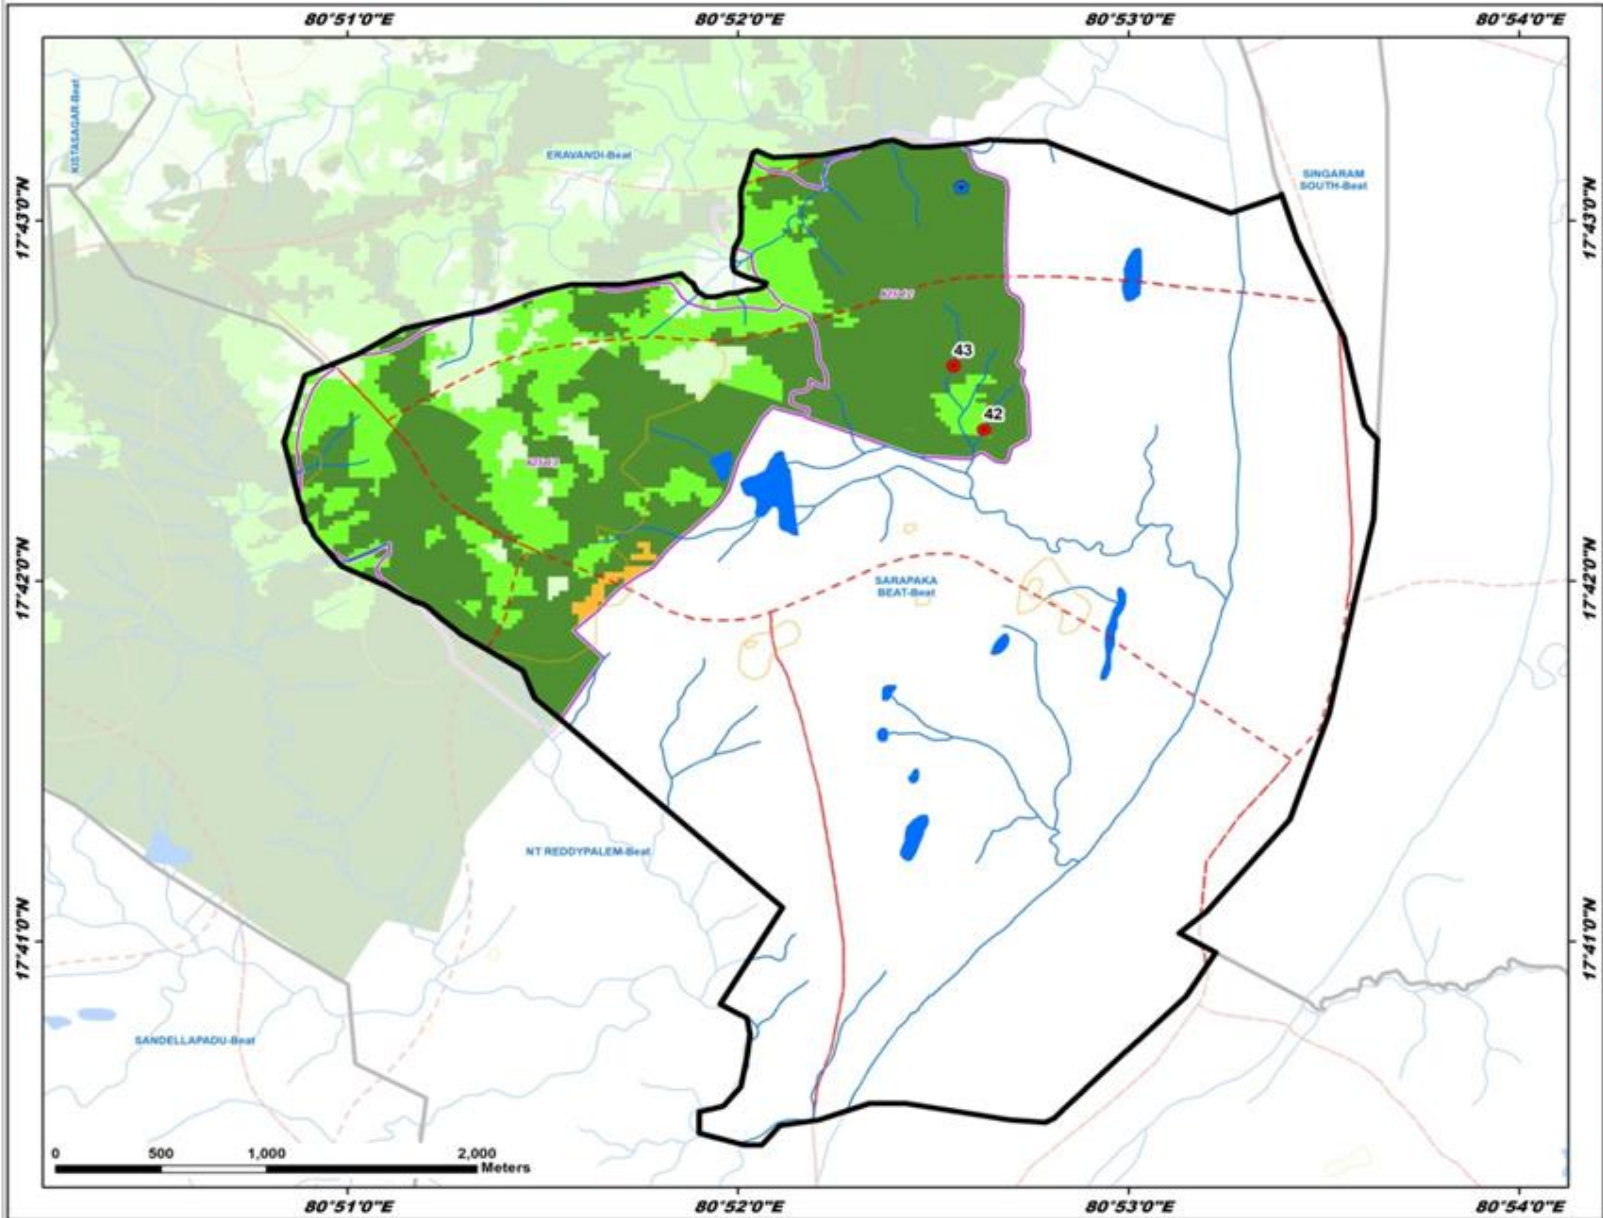 80°51'0"E 80°52'0"E 80°53'0"E 80°54'0"E
KISTASAGAR-Beat
ERAVANDI-Beat
SINGARAM
SOUTH-Beat
17°43'0"N
17°43'0"N
43
42
17°42'0"N
17°42'0"N
SARAPAKA
BEAT-Beat
NT REDDYPALEM-Beat
17°41'0"N
17°41'0"N
SANDELLAPADU-Beat
0 500 1,000 2,000
Meters
80°51'0"E 80°52'0"E 80°53'0"E 80°54'0"E